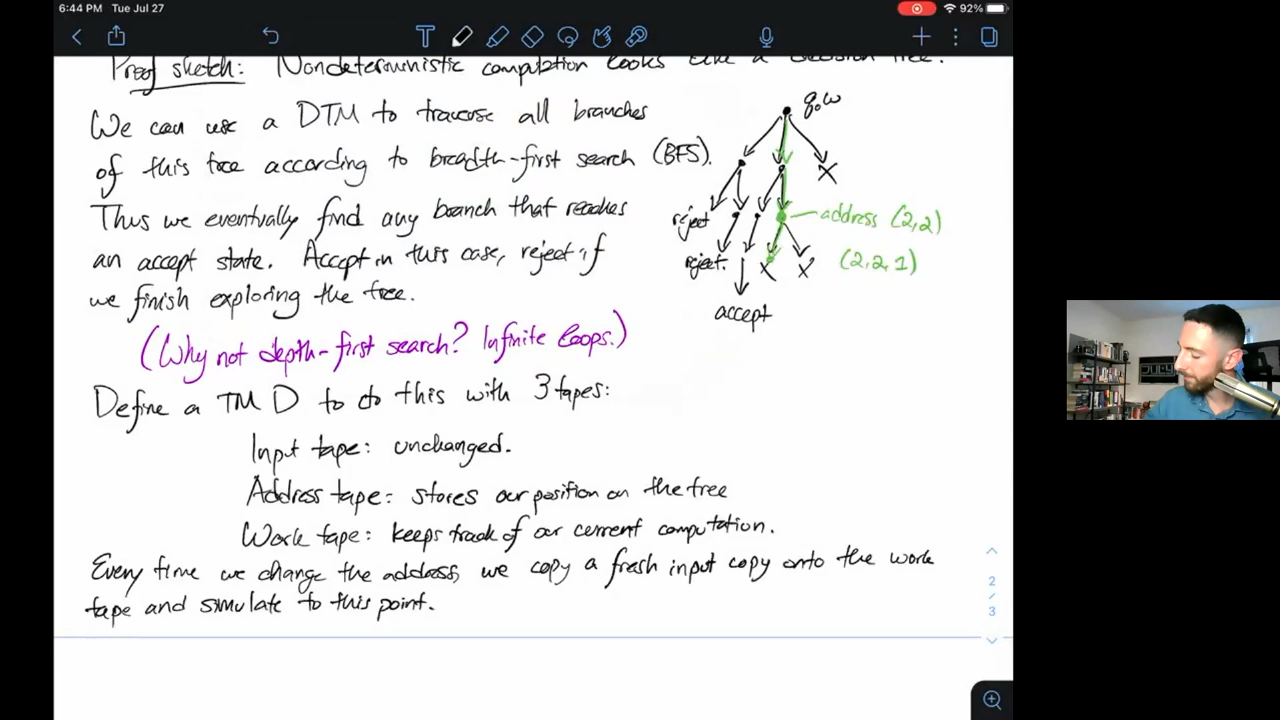 6:44 PM Tue Jul 27
92%
Proof sketch: Nondeterministic computation looks like a decision tree.
We can use a DTM to traverse all branches
of this tree according to breadth-first search (BFS).
Thus we eventually find any branch that reaches
an accept state. Accept in this case, reject if
we finish exploring the tree.
(Why not depth-first search? Infinite loops.)
Define a TM D to do this with 3 tapes:
Input tape: unchanged.
Address tape: stores our position on the tree
Work tape: keeps track of our current computation.
Every time we change the address, we copy a fresh input copy onto the work
tape and simulate to this point.
q₀w
X
reject
address (2,2)
reject.
X
X
(2,2,1)
accept
2
/
3